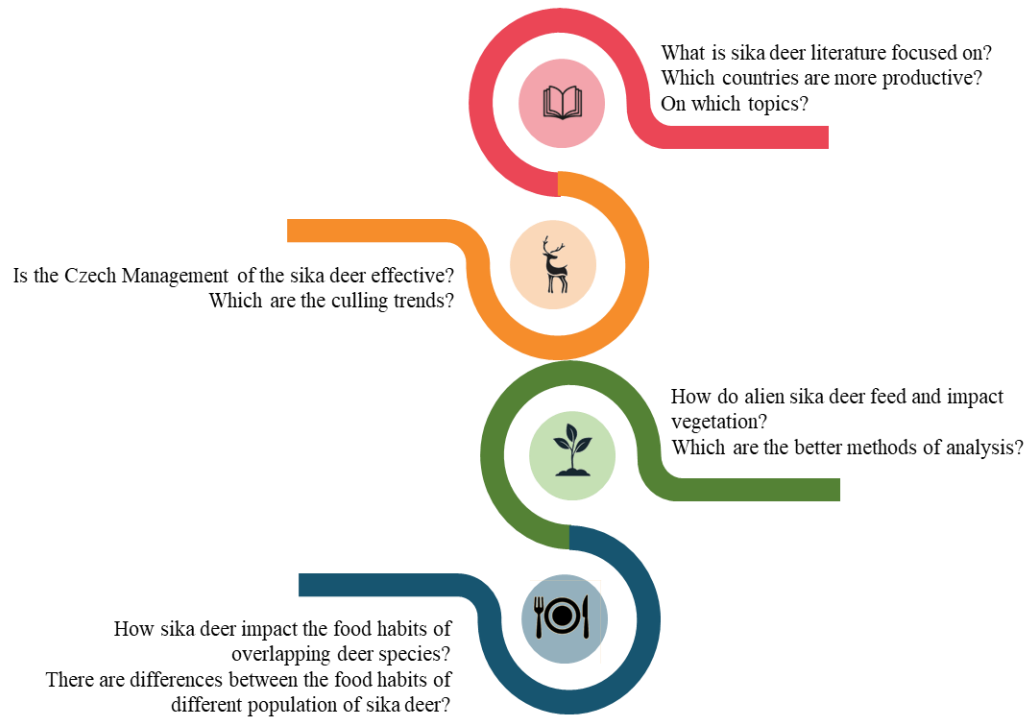 What is sika deer literature focused on?
Which countries are more productive?
On which topics?
Is the Czech Management of the sika deer effective?
Which are the culling trends?
How do alien sika deer feed and impact
vegetation?
Which are the better methods of analysis?
How sika deer impact the food habits of
overlapping deer species?
There are differences between the food habits of
different population of sika deer?